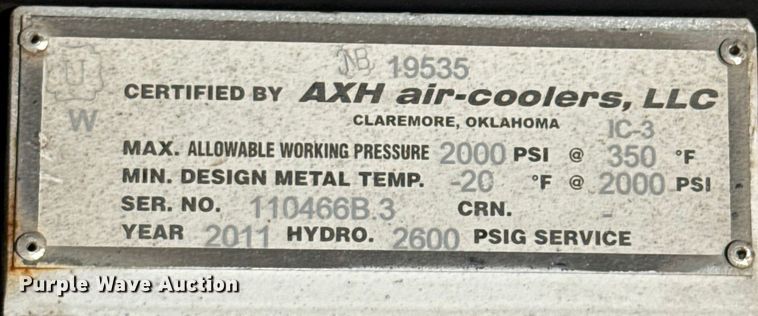 U
W
NB 19535
CERTIFIED BY AXH air-coolers, LLC
CLAREMORE, OKLAHOMA IC-3
MAX. ALLOWABLE WORKING PRESSURE 2000 PSI @ 350 °F
MIN. DESIGN METAL TEMP. -20 °F @ 2000 PSI
SER. NO. 110466B.3 CRN. -
YEAR 2011 HYDRO. 2600 PSIG SERVICE
Purple Wave Auction